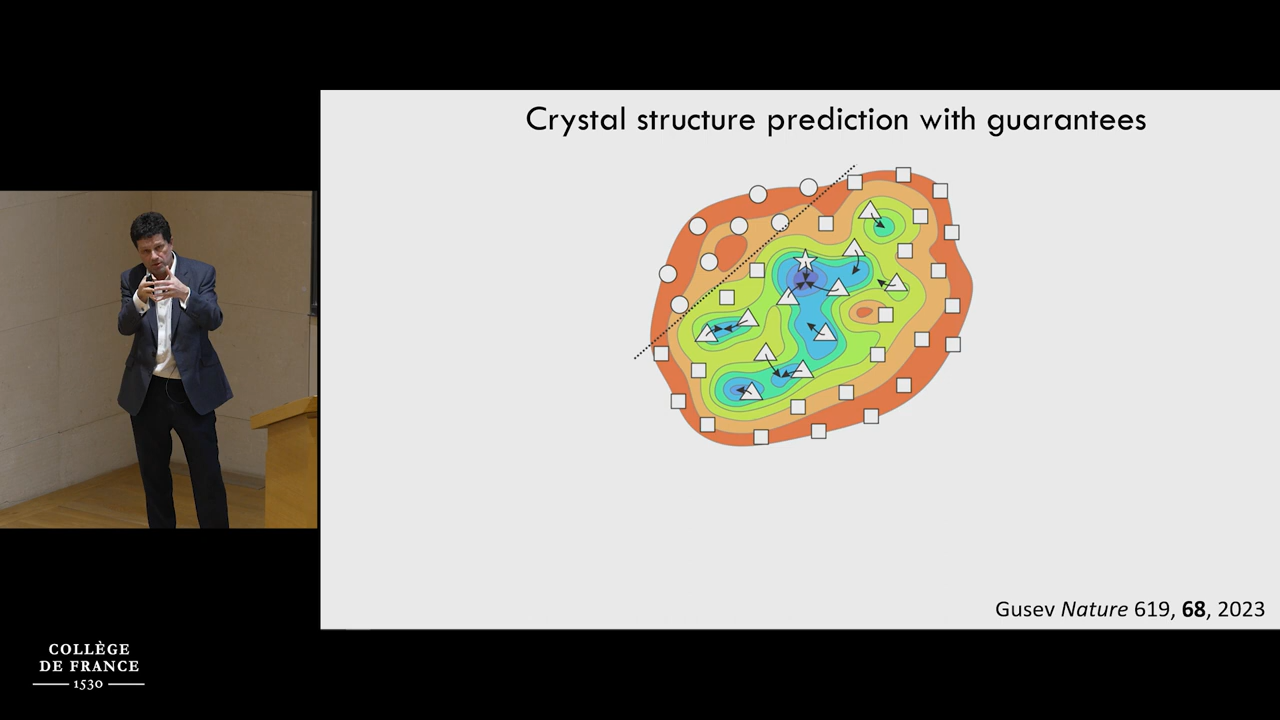 Crystal structure prediction with guarantees
Gusev Nature 619, 68, 2023
COLLÈGE
DE FRANCE
1530